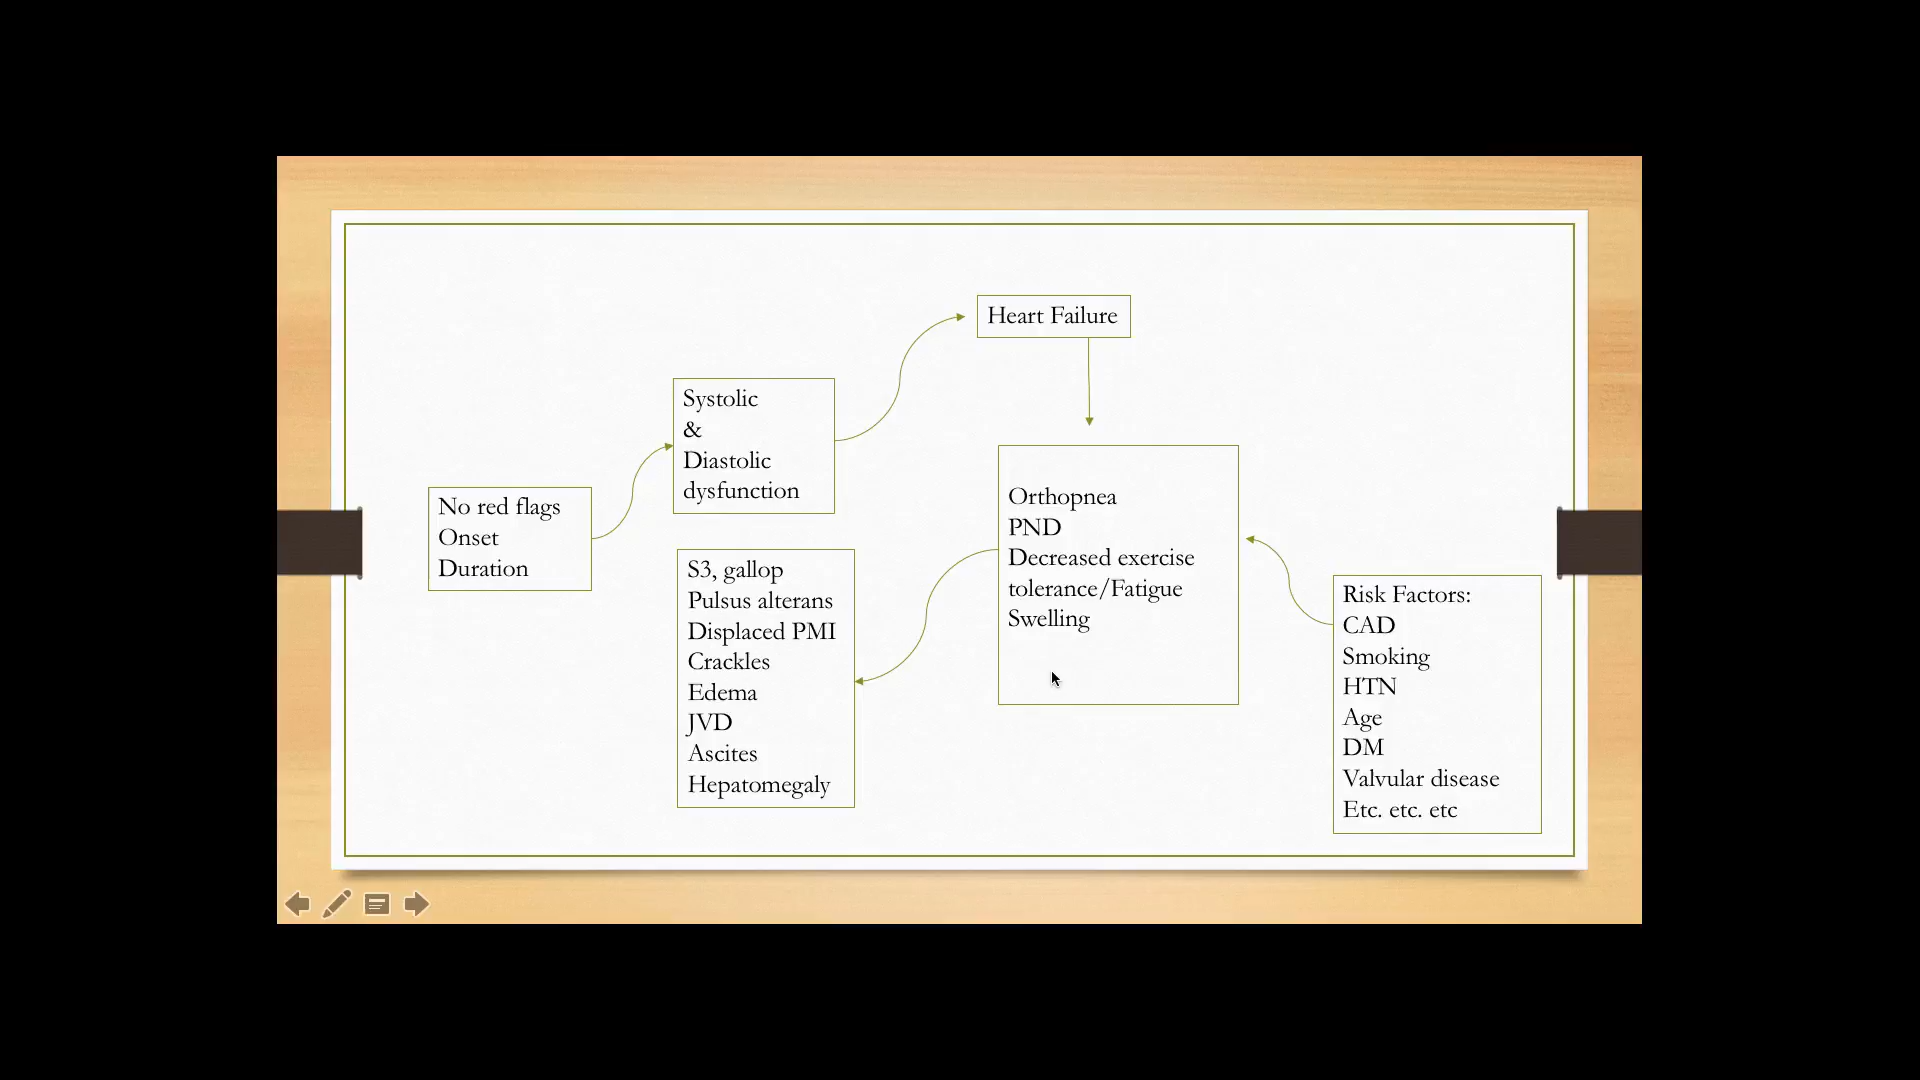 Heart Failure
Systolic
&
Diastolic
dysfunction
No red flags
Onset
Duration
Orthopnea
PND
Decreased exercise
tolerance/Fatigue
Swelling
S3, gallop
Pulsus alterans
Displaced PMI
Crackles
Edema
JVD
Ascites
Hepatomegaly
Risk Factors:
CAD
Smoking
HTN
Age
DM
Valvular disease
Etc. etc. etc